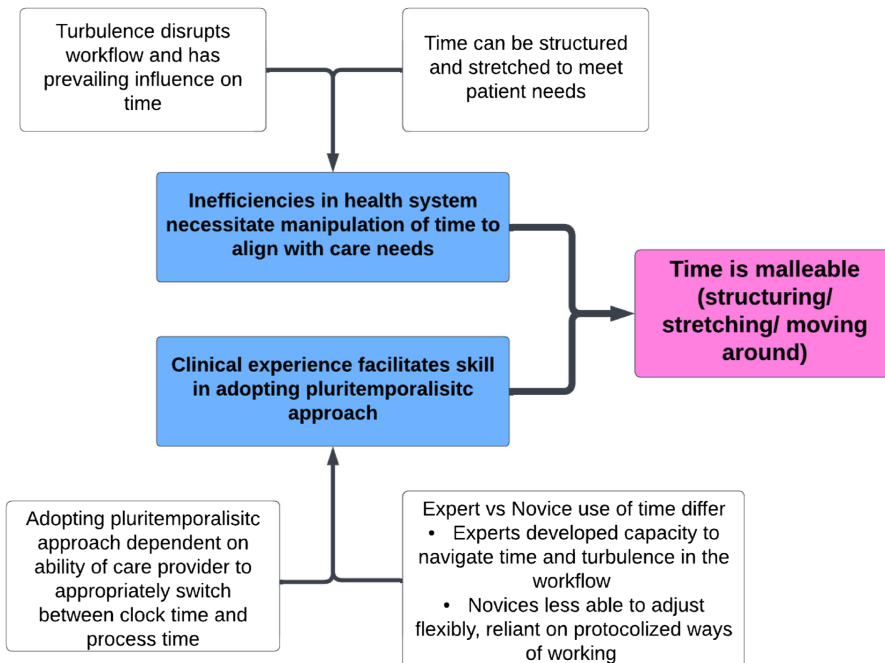 Turbulence disrupts
workflow and has
prevailing influence on
time
Time can be structured
and stretched to meet
patient needs
Inefficiencies in health system
necessitate manipulation of time to
align with care needs
Time is malleable
(structuring/
stretching/ moving
around)
Clinical experience facilitates skill
in adopting pluritemporalisitc
approach
Adopting pluritemporalisitc
approach dependent on
ability of care provider to
appropriately switch
between clock time and
process time
Expert vs Novice use of time differ
• Experts developed capacity to
navigate time and turbulence in the
workflow
• Novices less able to adjust
flexibly, reliant on protocolized ways
of working